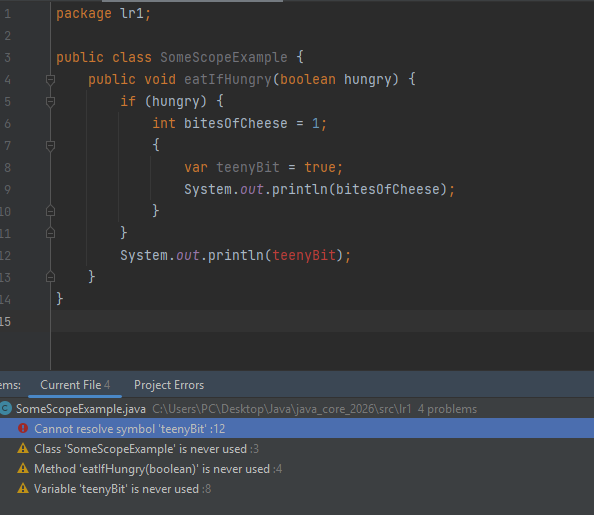 1 package lr1;
2
3 public class SomeScopeExample {
4 public void eatIfHungry(boolean hungry) {
5 if (hungry) {
6 int bitesOfCheese = 1;
7 {
8 var teenyBit = true;
9 System.out.println(bitesOfCheese);
10 }
11 }
12 System.out.println(teenyBit);
13 }
14 }
15
ems: Current File 4 Project Errors
SomeScopeExample.java C:\Users\PC\Desktop\Java\java_core_2026\src\lr1 4 problems
Cannot resolve symbol 'teenyBit' :12
Class 'SomeScopeExample' is never used :3
Method 'eatIfHungry(boolean)' is never used :4
Variable 'teenyBit' is never used :8